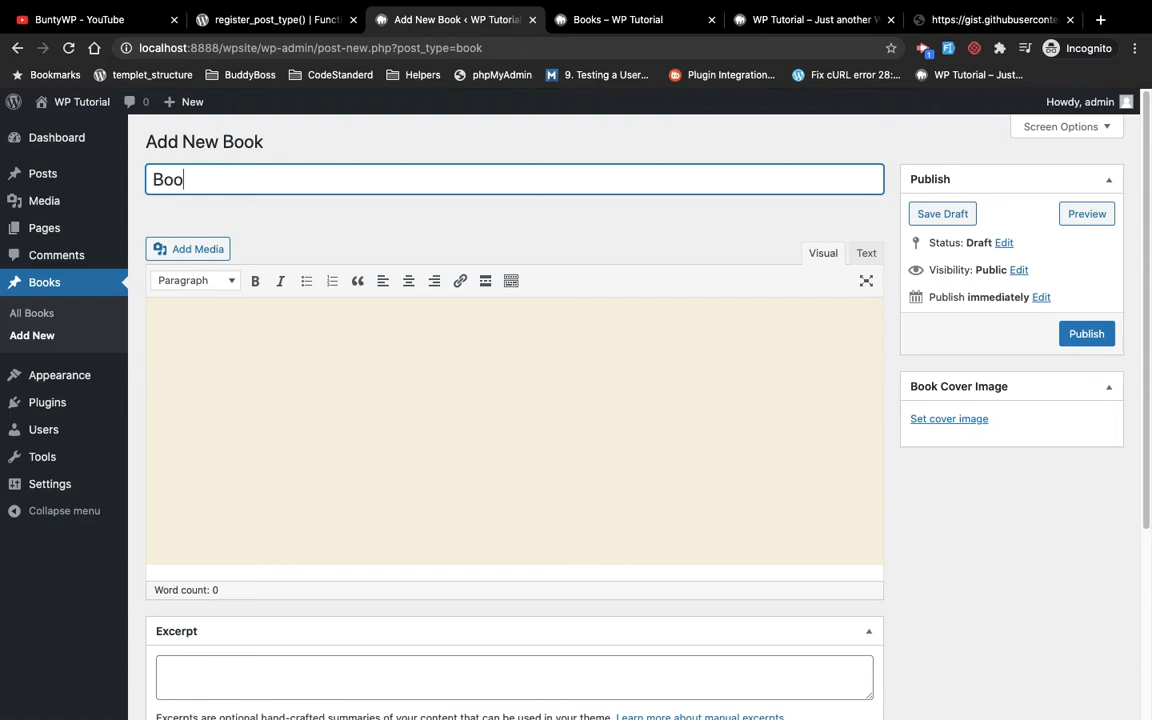 BuntyWP - YouTube
register_post_type() | Functi
Add New Book ‹ WP Tutorial
Books – WP Tutorial
WP Tutorial – Just another W
https://gist.githubuserconte
localhost:8888/wpsite/wp-admin/post-new.php?post_type=book
1
Incognito
Bookmarks
templet_structure
BuddyBoss
CodeStanderd
Helpers
phpMyAdmin
9. Testing a User...
Plugin Integration...
Fix cURL error 28:...
WP Tutorial – Just...
WP Tutorial
0
New
Howdy, admin
Dashboard
Posts
Media
Pages
Comments
Books
All Books
Add New
Appearance
Plugins
Users
Tools
Settings
Collapse menu
Screen Options
Add New Book
Boo
Add Media
Visual
Text
Paragraph
B
I
Word count: 0
Excerpt
Excerpts are optional hand-crafted summaries of your content that can be used in your theme. Learn more about manual excerpts.
Publish
Save Draft
Preview
Status: Draft Edit
Visibility: Public Edit
Publish immediately Edit
Publish
Book Cover Image
Set cover image